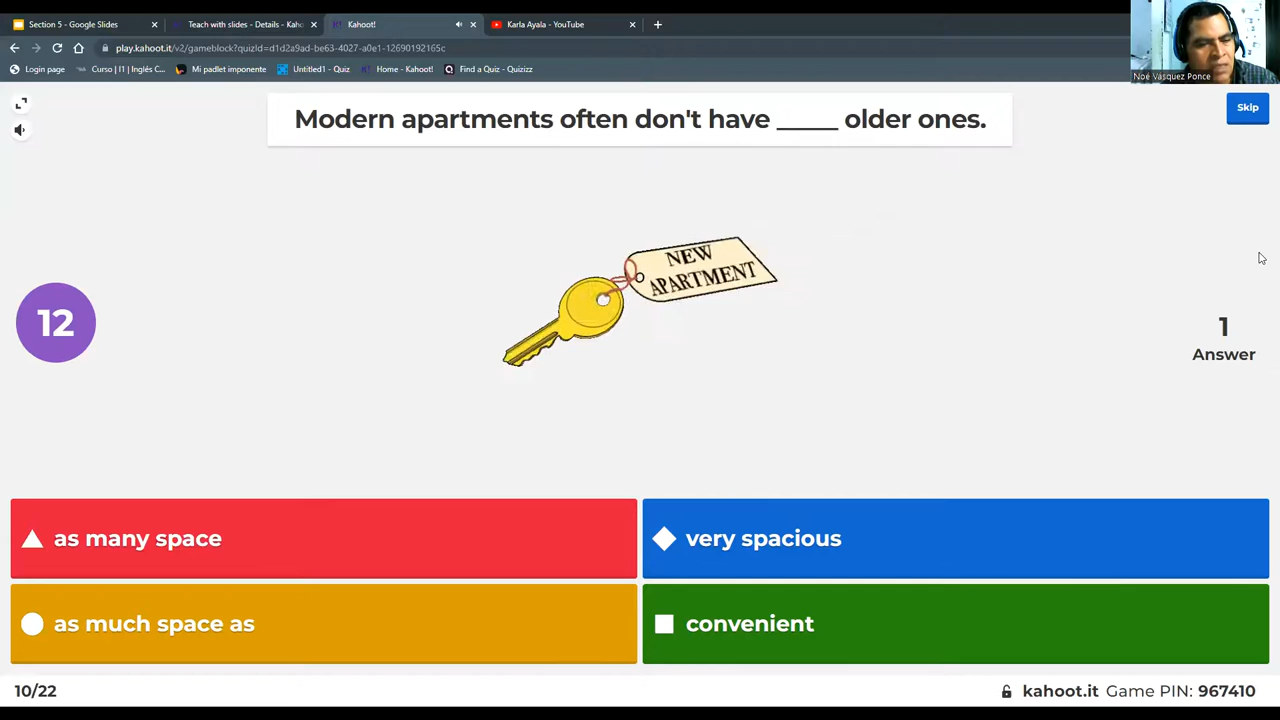 Section 5 - Google Slides
Teach with slides - Details - Kaho
Kahoot!
Karla Ayala - YouTube
play.kahoot.it/v2/gameblock?quizId=d1d2a9ad-be63-4027-a0e1-12690192165c
Login page
Curso | I1 | Inglés C...
Mi padlet imponente
Untitled1 - Quiz
Home - Kahoot!
Find a Quiz - Quizizz
Noé Vásquez Ponce
Modern apartments often don't have _____ older ones.
Skip
NEW
APARTMENT
12
1
Answer
as many space
very spacious
as much space as
convenient
10/22
kahoot.it Game PIN: 967410